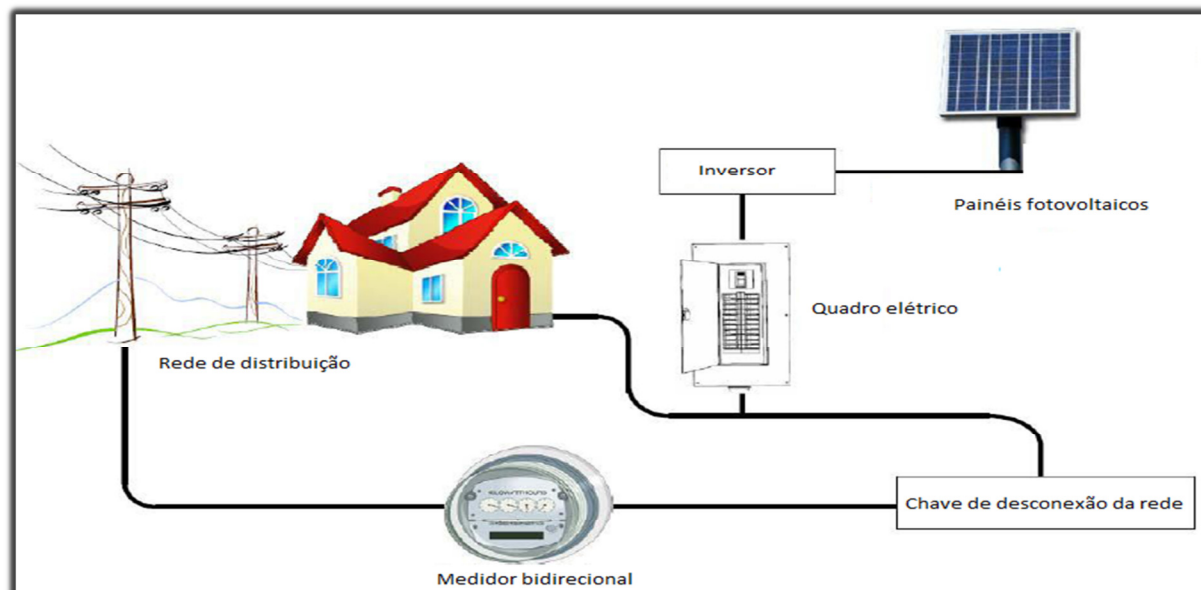 Inversor
Painéis fotovoltaicos
Quadro elétrico
Rede de distribuição
Chave de desconexão da rede
Medidor bidirecional